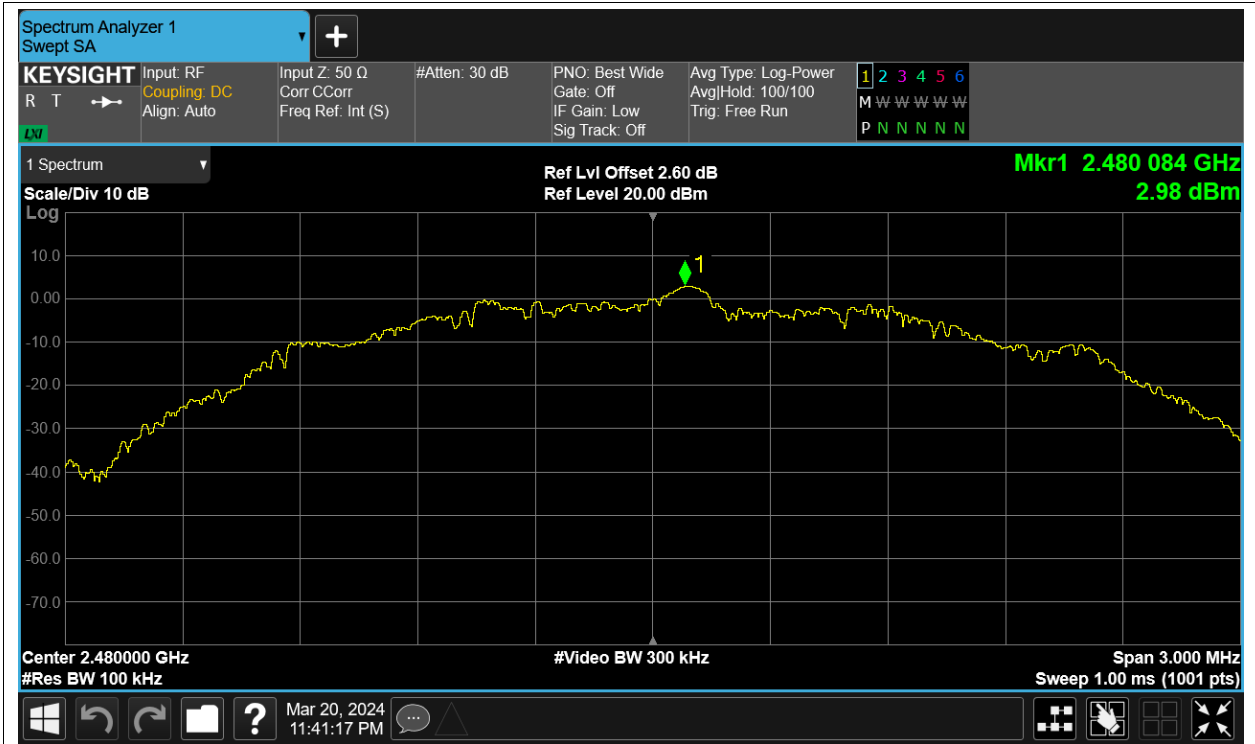 Spectrum Analyzer 1
Swept SA
KEYSIGHT
R T
LXI
Input: RF
Coupling: DC
Align: Auto
Input Z: 50 Ω
Corr CCorr
Freq Ref: Int (S)
#Atten: 30 dB
PNO: Best Wide
Gate: Off
IF Gain: Low
Sig Track: Off
Avg Type: Log-Power
Avg|Hold: 100/100
Trig: Free Run
1 2 3 4 5 6
M W W W W W
P N N N N N
1 Spectrum
Scale/Div 10 dB
Log
Ref Lvl Offset 2.60 dB
Ref Level 20.00 dBm
Mkr1 2.480 084 GHz
2.98 dBm
1
10.0
0.00
-10.0
-20.0
-30.0
-40.0
-50.0
-60.0
-70.0
Center 2.480000 GHz
#Res BW 100 kHz
#Video BW 300 kHz
Span 3.000 MHz
Sweep 1.00 ms (1001 pts)
?
Mar 20, 2024
11:41:17 PM